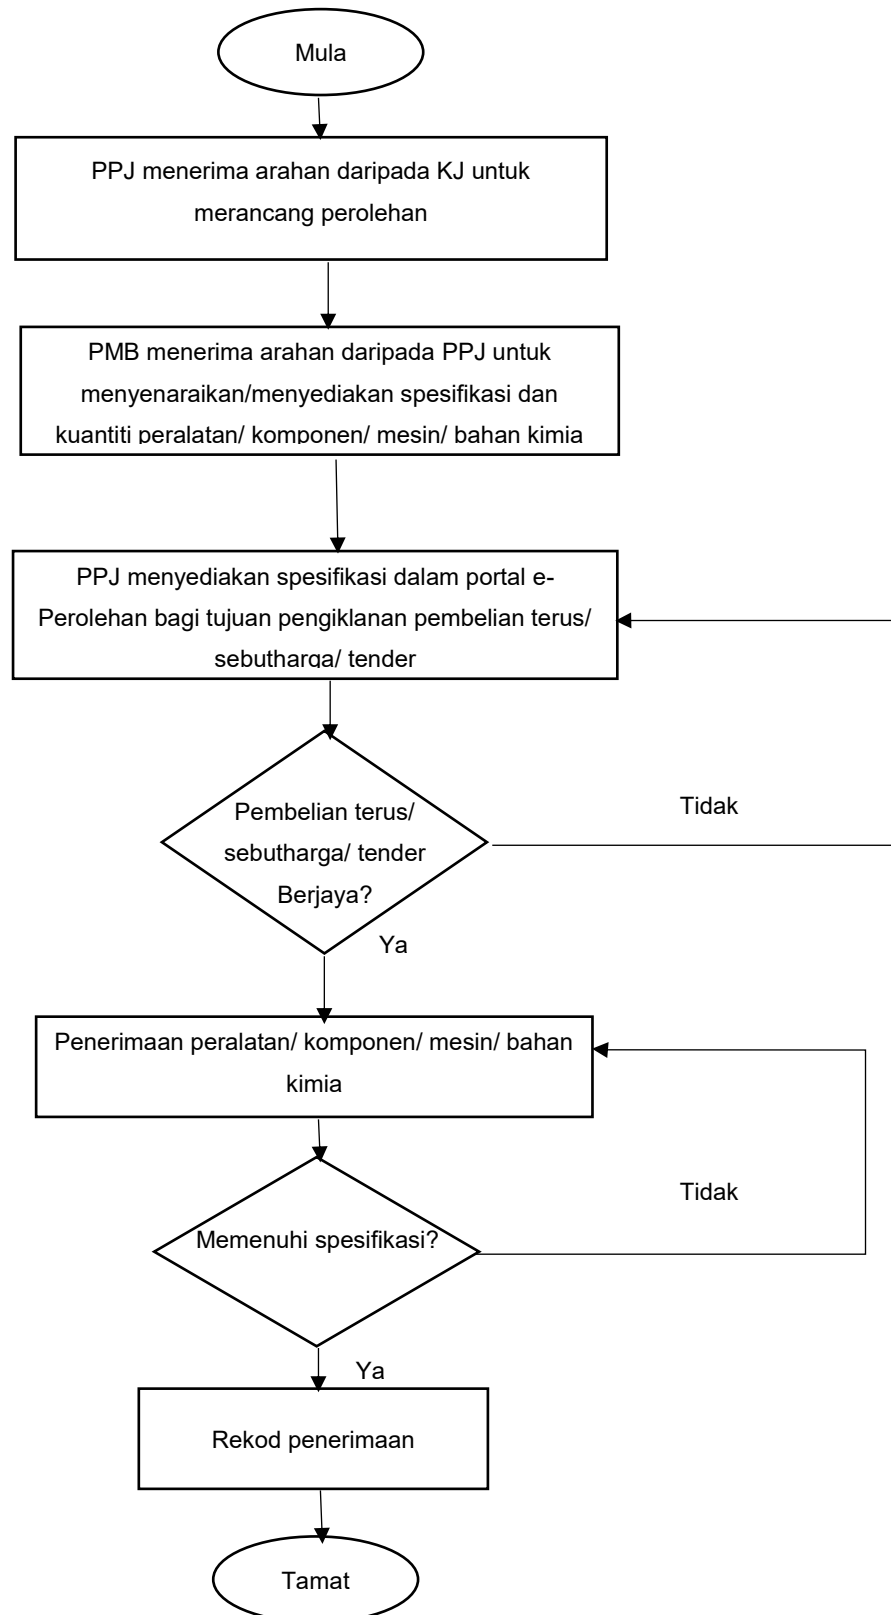 Mula
PPJ menerima arahan daripada KJ untuk
merancang perolehan
PMB menerima arahan daripada PPJ untuk
menyenaraikan/menyediakan spesifikasi dan
kuantiti peralatan/ komponen/ mesin/ bahan kimia
PPJ menyediakan spesifikasi dalam portal e-
Perolehan bagi tujuan pengiklanan pembelian terus/
sebutharga/ tender
Pembelian terus/
sebutharga/ tender
Berjaya?
Tidak
Ya
Penerimaan peralatan/ komponen/ mesin/ bahan
kimia
Memenuhi spesifikasi?
Tidak
Ya
Rekod penerimaan
Tamat